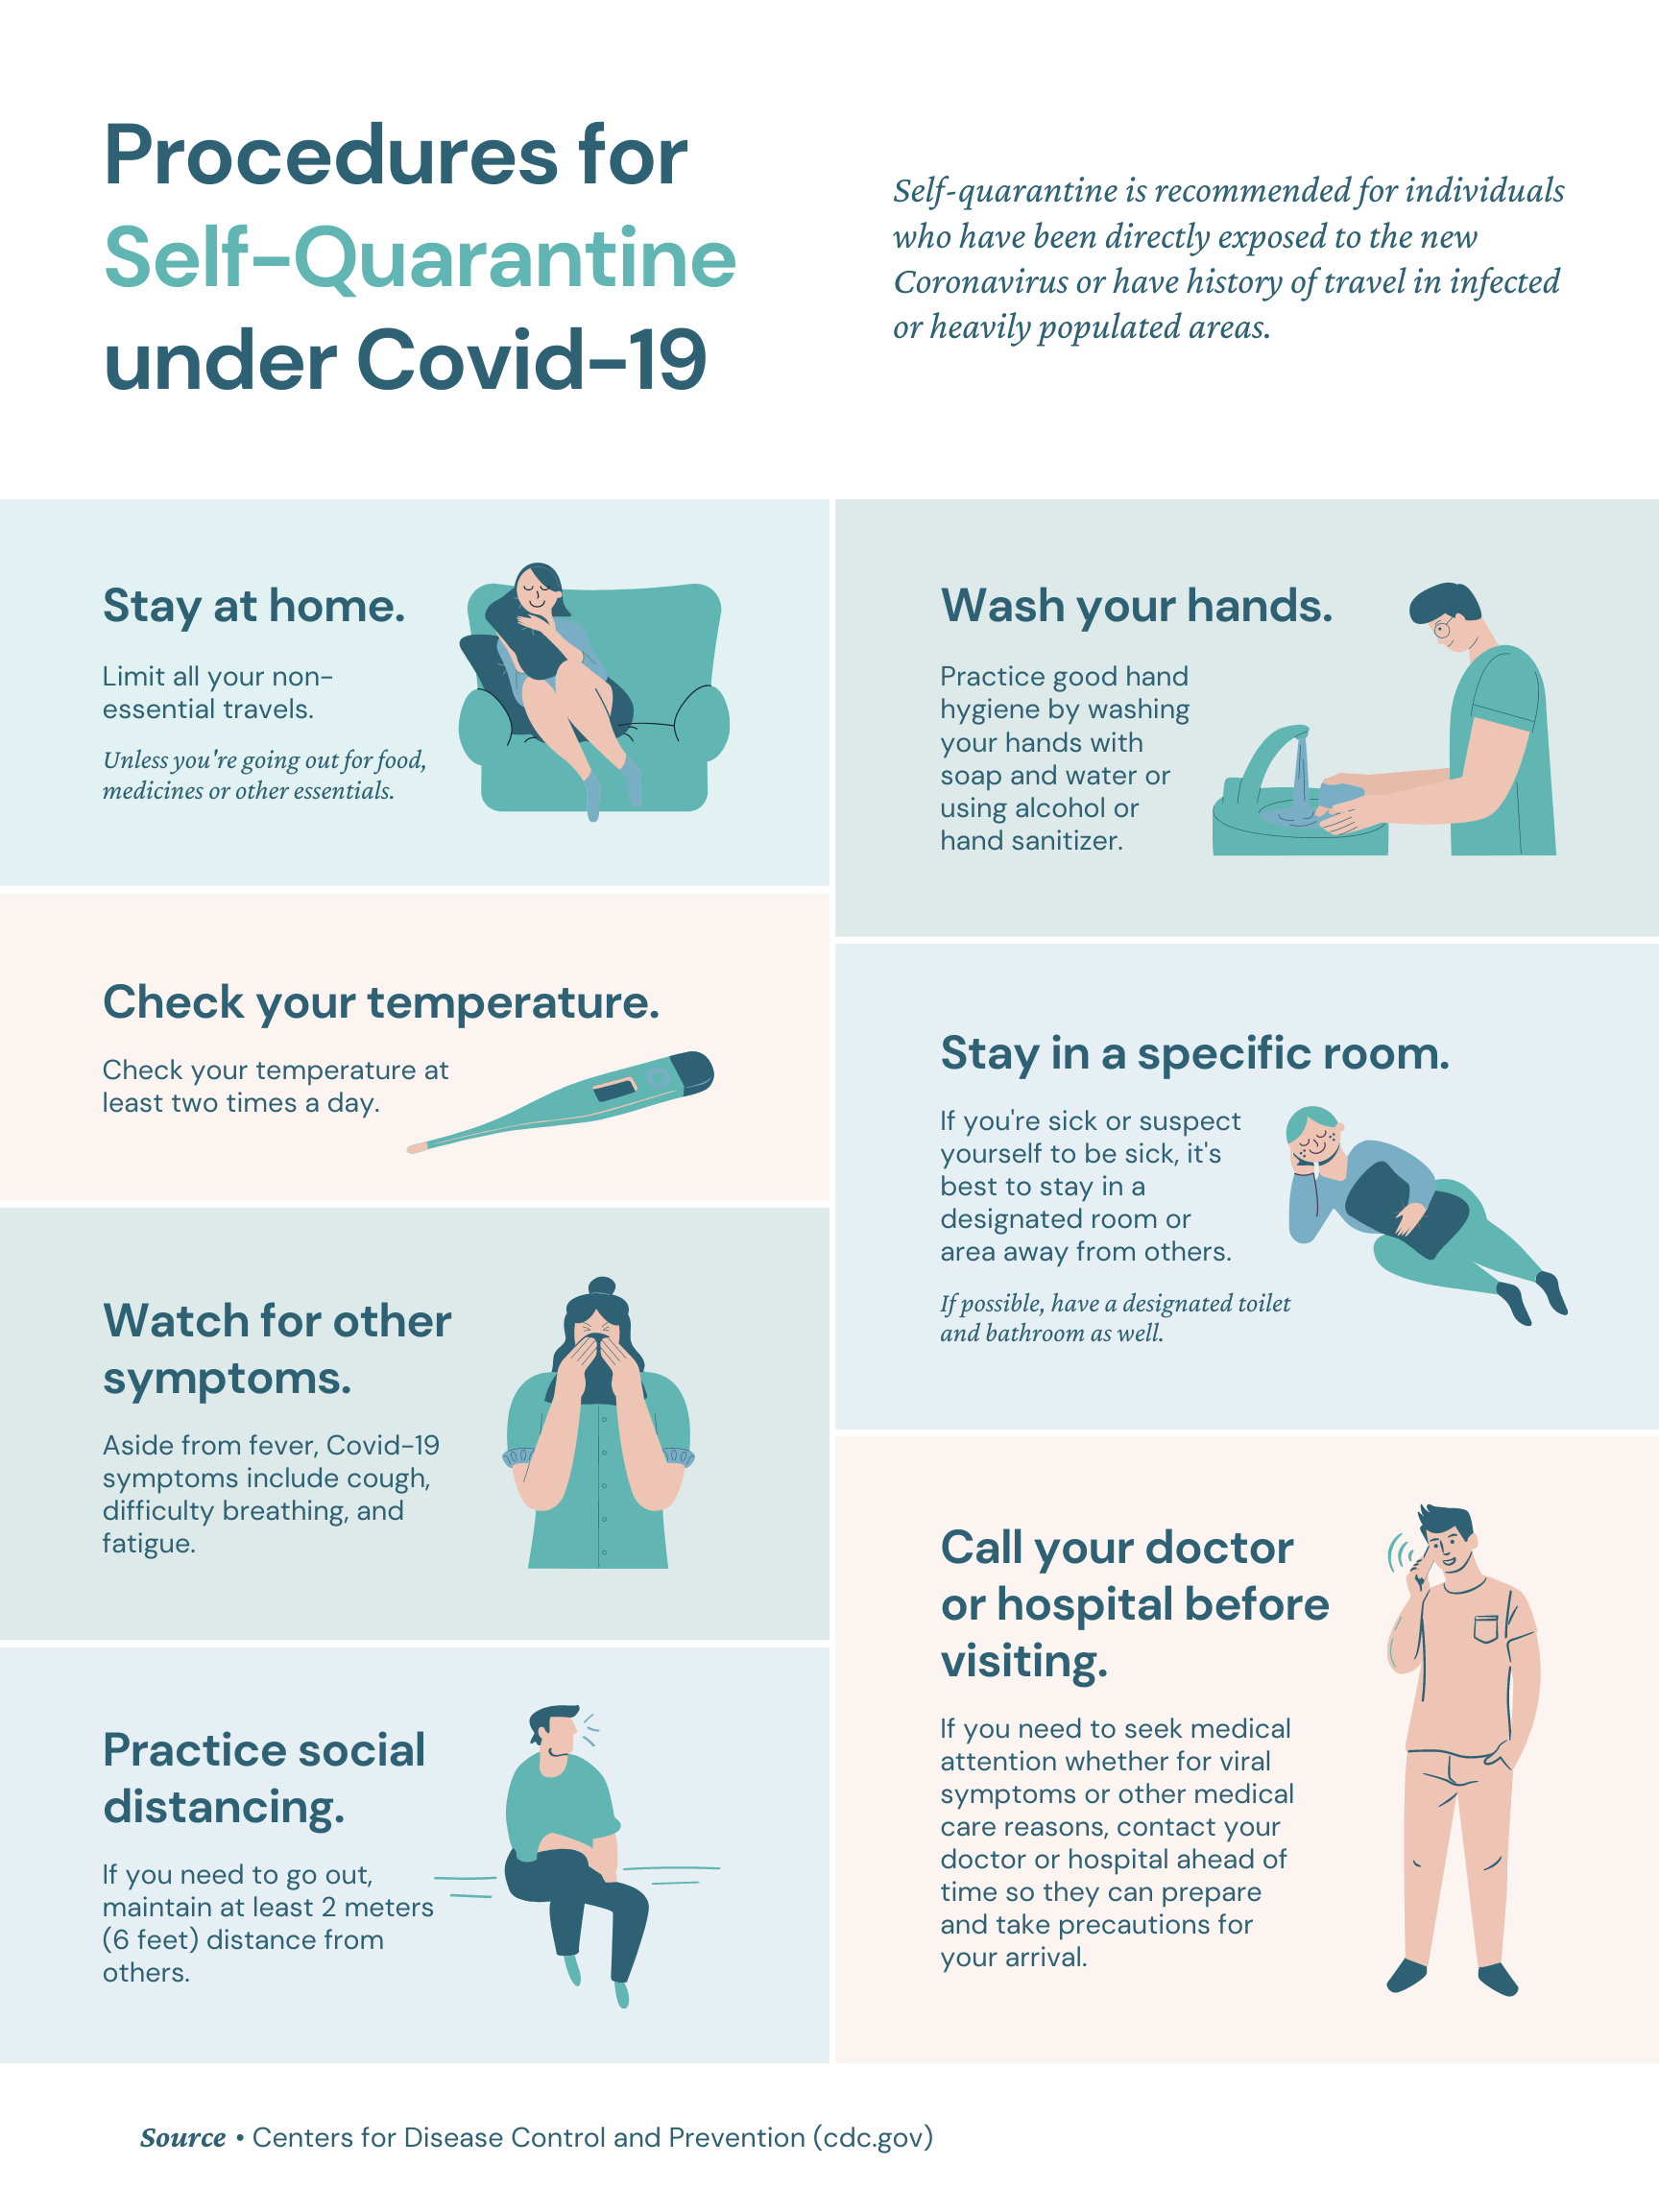 Procedures for
Self-Quarantine
under Covid-19
Self-quarantine is recommended for individuals
who have been directly exposed to the new
Coronavirus or have history of travel in infected
or heavily populated areas.
Stay at home.
Limit all your non-
essential travels.
Unless you're going out for food,
medicines or other essentials.
Check your temperature.
Check your temperature at
least two times a day.
Watch for other
symptoms.
Aside from fever, Covid-19
symptoms include cough,
difficulty breathing, and
fatigue.
Practice social
distancing.
If you need to go out,
maintain at least 2 meters
(6 feet) distance from
others.
Wash your hands.
Practice good hand
hygiene by washing
your hands with
soap and water or
using alcohol or
hand sanitizer.
Stay in a specific room.
If you're sick or suspect
yourself to be sick, it's
best to stay in a
designated room or
area away from others.
If possible, have a designated toilet
and bathroom as well.
Call your doctor
or hospital before
visiting.
If you need to seek medical
attention whether for viral
symptoms or other medical
care reasons, contact your
doctor or hospital ahead of
time so they can prepare
and take precautions for
your arrival.
Source • Centers for Disease Control and Prevention (cdc.gov)